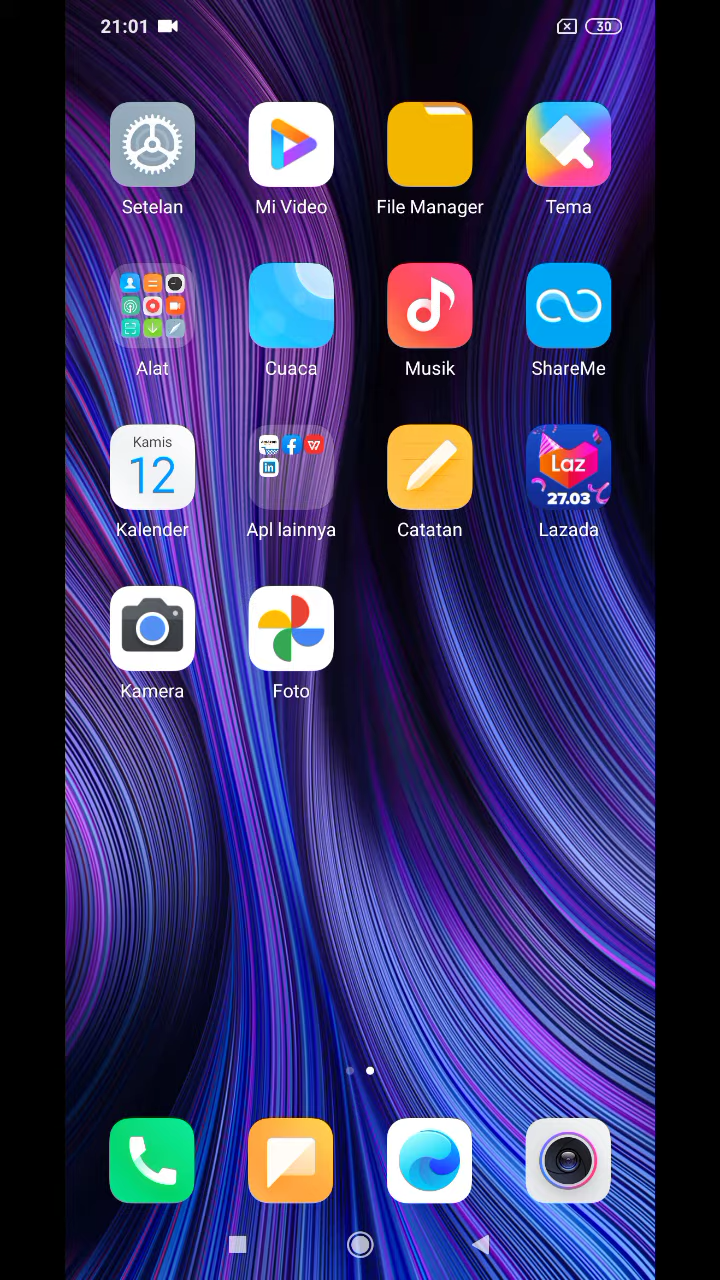 21:01
30
Setelan
Mi Video
File Manager
Tema
Alat
Cuaca
Musik
ShareMe
Kamis
12
Kalender
Apl lainnya
Catatan
Laz
27.03
Lazada
Kamera
Foto